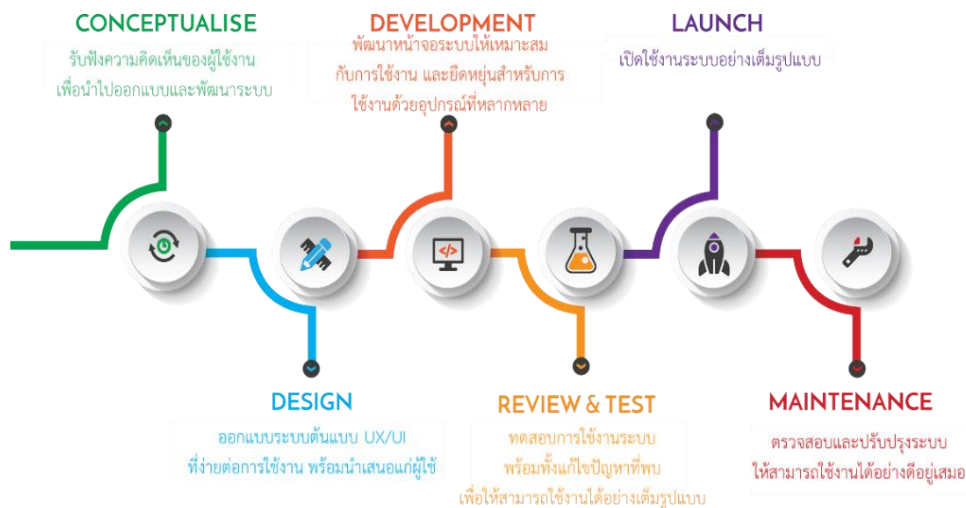 CONCEPTUALISE
รับฟังความคิดเห็นของผู้ใช้งาน
เพื่อนำไปออกแบบและพัฒนาระบบ
DEVELOPMENT
พัฒนาหน้าจอระบบให้เหมาะสม
กับการใช้งาน และยืดหยุ่นสำหรับการ
ใช้งานด้วยอุปกรณ์ที่หลากหลาย
LAUNCH
เปิดใช้งานระบบอย่างเต็มรูปแบบ
</>
DESIGN
ออกแบบระบบต้นแบบ UX/UI
ที่ง่ายต่อการใช้งาน พร้อมนำเสนอแก่ผู้ใช้
REVIEW & TEST
ทดสอบการใช้งานระบบ
พร้อมทั้งแก้ไขปัญหาที่พบ
เพื่อให้สามารถใช้งานได้อย่างเต็มรูปแบบ
MAINTENANCE
ตรวจสอบและปรับปรุงระบบ
ให้สามารถใช้งานได้อย่างดีอยู่เสมอ